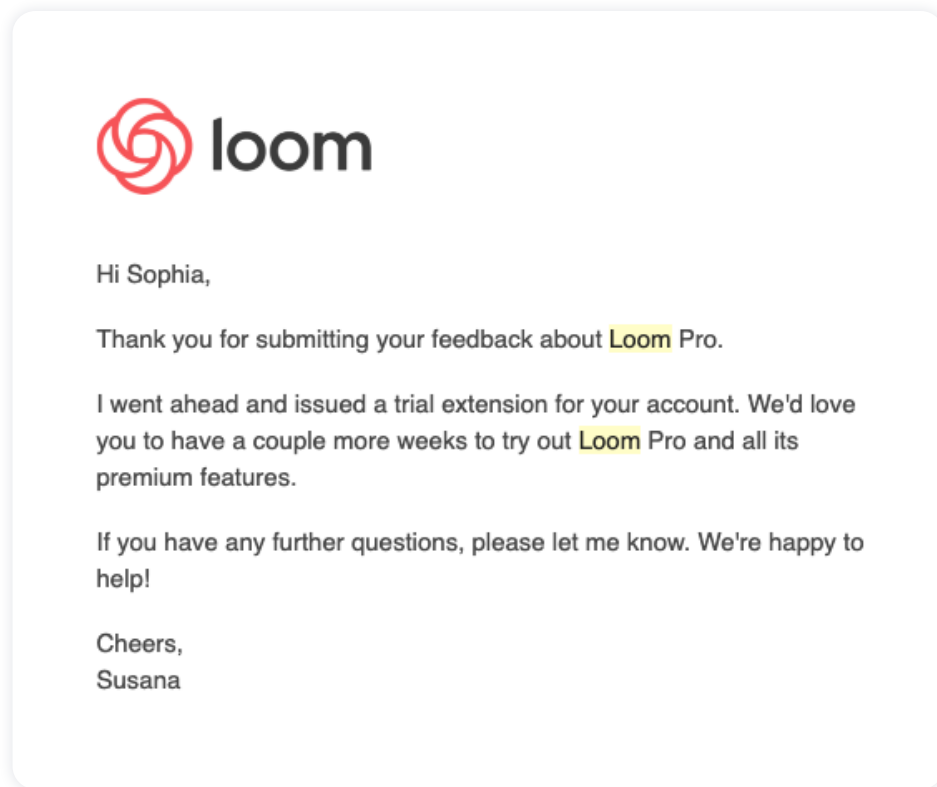 loom
Hi Sophia,
Thank you for submitting your feedback about Loom Pro.
I went ahead and issued a trial extension for your account. We'd love
you to have a couple more weeks to try out Loom Pro and all its
premium features.
If you have any further questions, please let me know. We're happy to
help!
Cheers,
Susana